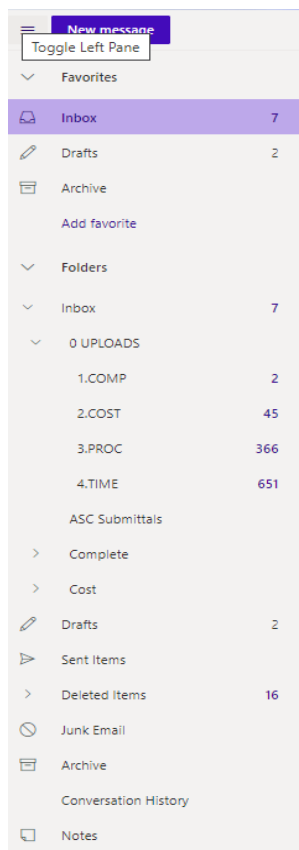 New message
Toggle Left Pane
Favorites
Inbox 7
Drafts 2
Archive
Add favorite
Folders
Inbox 7
0 UPLOADS
1.COMP 2
2.COST 45
3.PROC 366
4.TIME 651
ASC Submittals
Complete
Cost
Drafts 2
Sent Items
Deleted Items 16
Junk Email
Archive
Conversation History
Notes